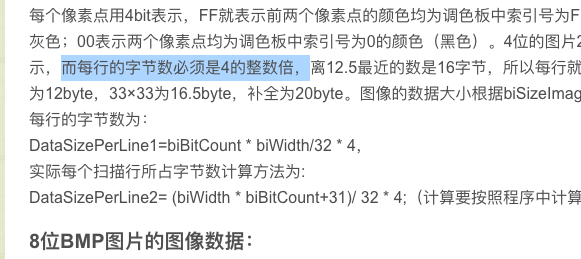 每个像素点用4bit表示，FF就表示前两个像素点的颜色均为调色板中索引号为F
灰色；00表示两个像素点均为调色板中索引号为0的颜色（黑色）。4位的图片2
示，而每行的字节数必须是4的整数倍，离12.5最近的数是16字节，所以每行就
为12byte，33×33为16.5byte，补全为20byte。图像的数据大小根据biSizeImag
每行的字节数为：
DataSizePerLine1=biBitCount * biWidth/32 * 4，
实际每个扫描行所占字节数计算方法为:
DataSizePerLine2= (biWidth * biBitCount+31)/ 32 * 4;（计算要按照程序中计算
8位BMP图片的图像数据：